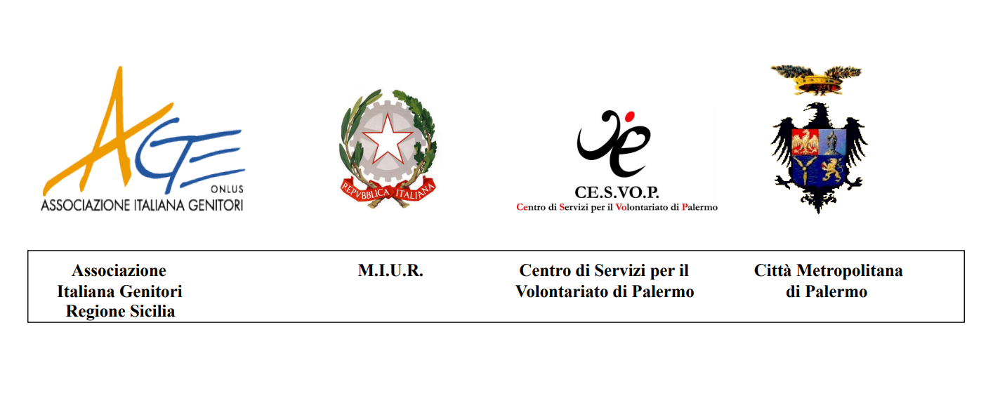 AGE
ONLUS
ASSOCIAZIONE ITALIANA GENITORI
REPVBBLICA ITALIANA
CE.S.VO.P.
Centro di Servizi per il Volontariato di Palermo
Associazione
Italiana Genitori
Regione Sicilia
M.I.U.R.
Centro di Servizi per il
Volontariato di Palermo
Città Metropolitana
di Palermo